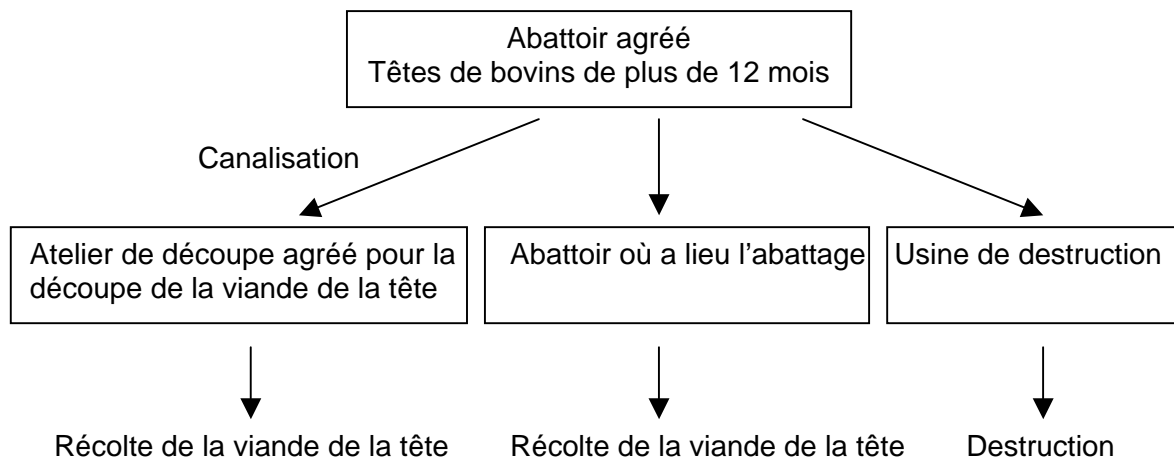 Abattoir agréé
Têtes de bovins de plus de 12 mois
Canalisation
Atelier de découpe agréé pour la
découpe de la viande de la tête
Abattoir où a lieu l'abattage
Usine de destruction
Récolte de la viande de la tête
Récolte de la viande de la tête
Destruction